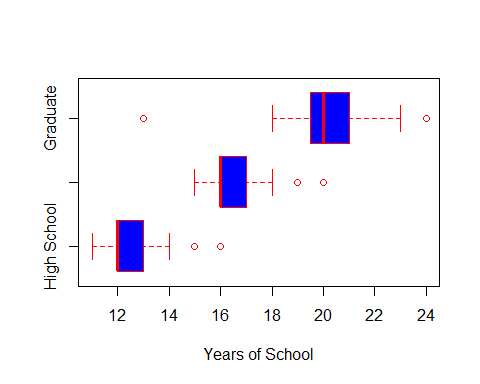 Graduate
High School
12 14 16 18 20 22 24
Years of School